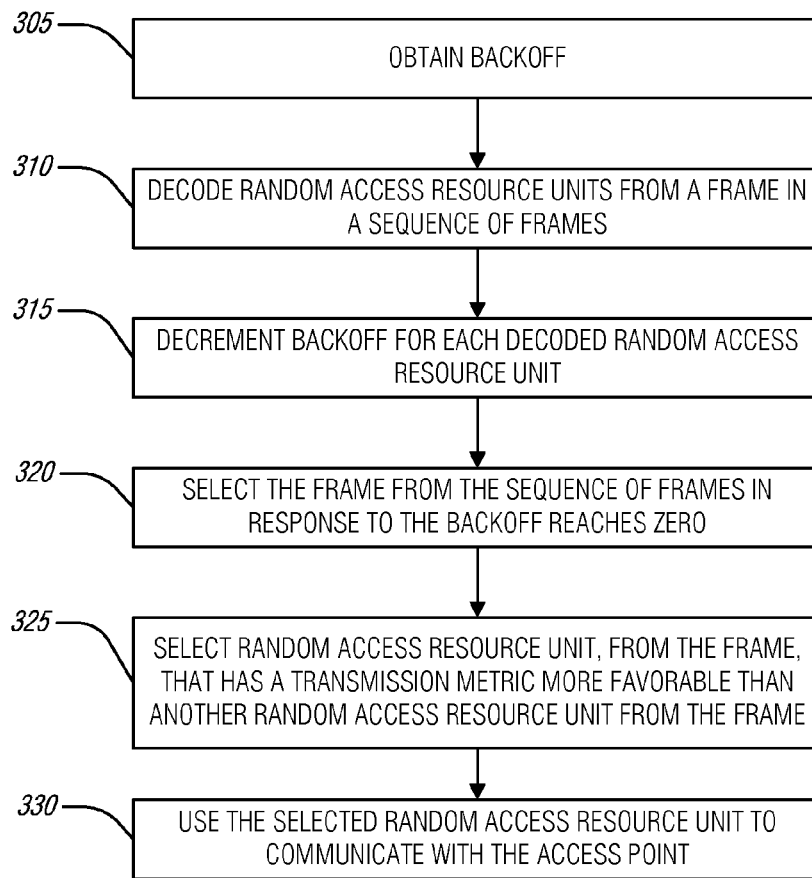 305
OBTAIN BACKOFF
310
DECODE RANDOM ACCESS RESOURCE UNITS FROM A FRAME IN
A SEQUENCE OF FRAMES
315
DECREMENT BACKOFF FOR EACH DECODED RANDOM ACCESS
RESOURCE UNIT
320
SELECT THE FRAME FROM THE SEQUENCE OF FRAMES IN
RESPONSE TO THE BACKOFF REACHES ZERO
325
SELECT RANDOM ACCESS RESOURCE UNIT, FROM THE FRAME,
THAT HAS A TRANSMISSION METRIC MORE FAVORABLE THAN
ANOTHER RANDOM ACCESS RESOURCE UNIT FROM THE FRAME
330
USE THE SELECTED RANDOM ACCESS RESOURCE UNIT TO
COMMUNICATE WITH THE ACCESS POINT